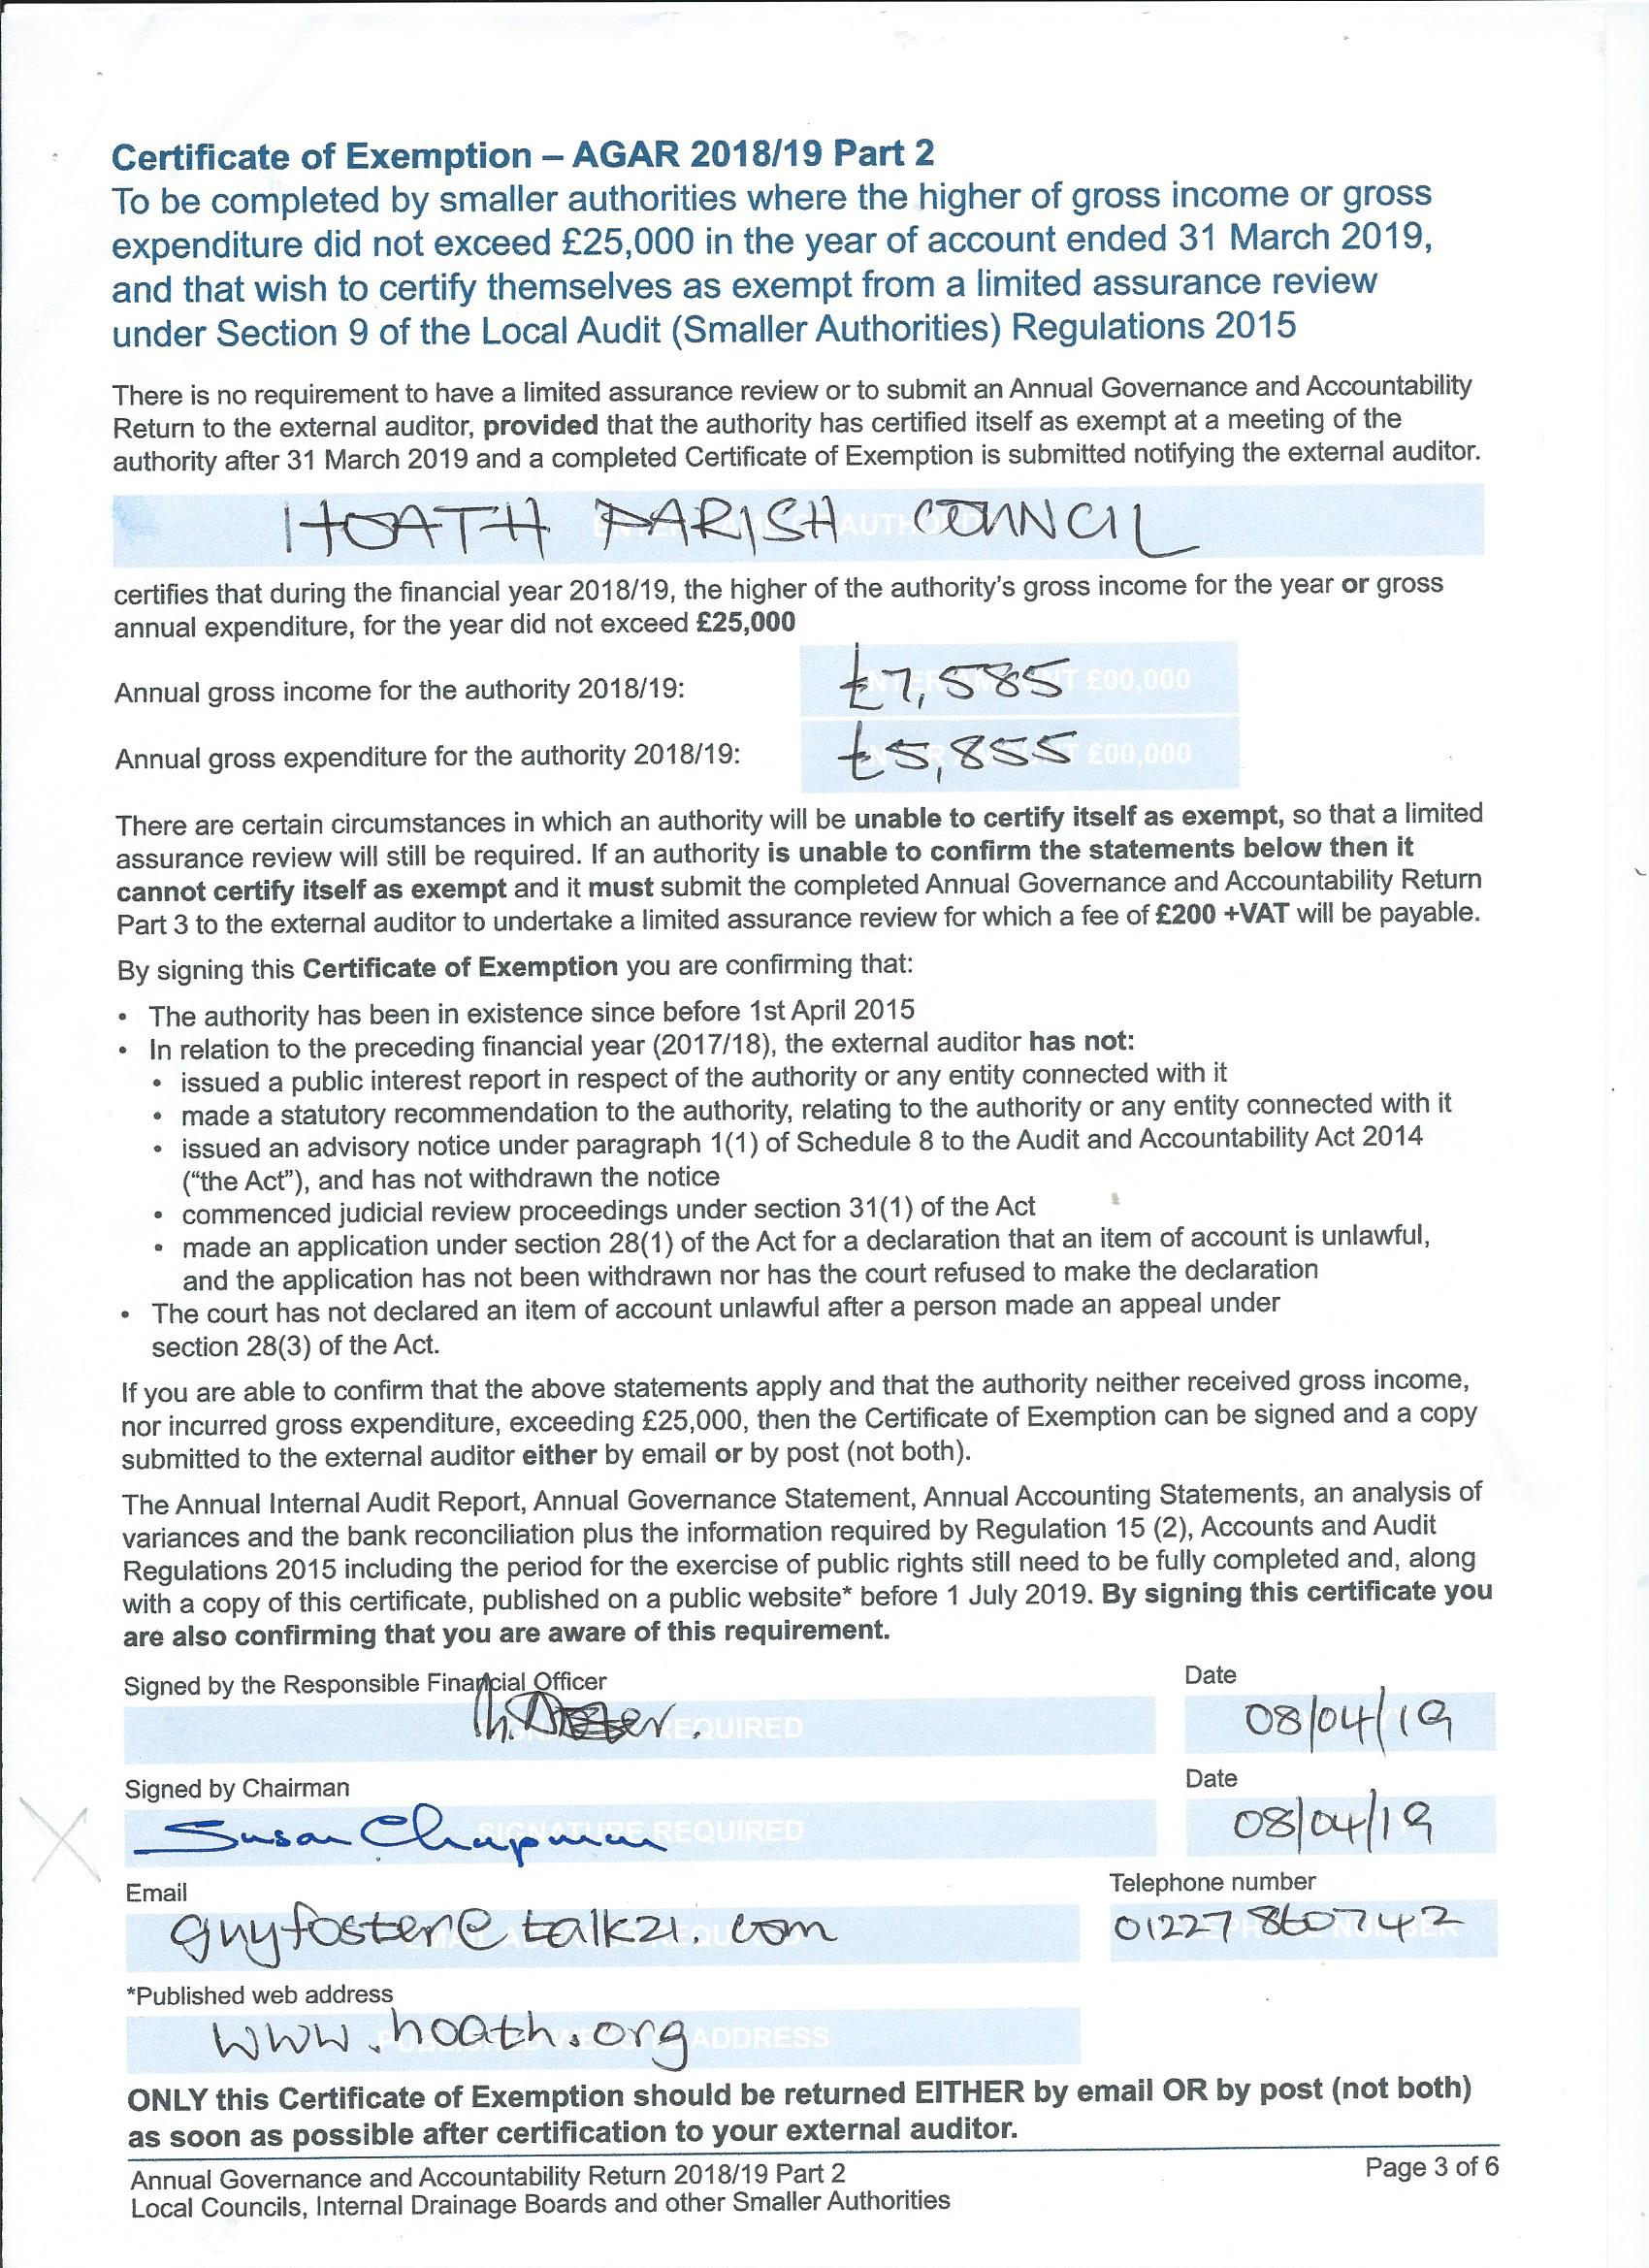 Certificate of Exemption – AGAR 2018/19 Part 2
To be completed by smaller authorities where the higher of gross income or gross
expenditure did not exceed £25,000 in the year of account ended 31 March 2019,
and that wish to certify themselves as exempt from a limited assurance review
under Section 9 of the Local Audit (Smaller Authorities) Regulations 2015
There is no requirement to have a limited assurance review or to submit an Annual Governance and Accountability
Return to the external auditor, provided that the authority has certified itself as exempt at a meeting of the
authority after 31 March 2019 and a completed Certificate of Exemption is submitted notifying the external auditor.
HOATH PARISH COUNCIL
certifies that during the financial year 2018/19, the higher of the authority's gross income for the year or gross
annual expenditure, for the year did not exceed £25,000
Annual gross income for the authority 2018/19: £7,585
Annual gross expenditure for the authority 2018/19: £5,855
There are certain circumstances in which an authority will be unable to certify itself as exempt, so that a limited
assurance review will still be required. If an authority is unable to confirm the statements below then it
cannot certify itself as exempt and it must submit the completed Annual Governance and Accountability Return
Part 3 to the external auditor to undertake a limited assurance review for which a fee of £200 +VAT will be payable.
By signing this Certificate of Exemption you are confirming that:
• The authority has been in existence since before 1st April 2015
• In relation to the preceding financial year (2017/18), the external auditor has not:
• issued a public interest report in respect of the authority or any entity connected with it
• made a statutory recommendation to the authority, relating to the authority or any entity connected with it
• issued an advisory notice under paragraph 1(1) of Schedule 8 to the Audit and Accountability Act 2014
("the Act"), and has not withdrawn the notice
• commenced judicial review proceedings under section 31(1) of the Act
• made an application under section 28(1) of the Act for a declaration that an item of account is unlawful,
and the application has not been withdrawn nor has the court refused to make the declaration
• The court has not declared an item of account unlawful after a person made an appeal under
section 28(3) of the Act.
If you are able to confirm that the above statements apply and that the authority neither received gross income,
nor incurred gross expenditure, exceeding £25,000, then the Certificate of Exemption can be signed and a copy
submitted to the external auditor either by email or by post (not both).
The Annual Internal Audit Report, Annual Governance Statement, Annual Accounting Statements, an analysis of
variances and the bank reconciliation plus the information required by Regulation 15 (2), Accounts and Audit
Regulations 2015 including the period for the exercise of public rights still need to be fully completed and, along
with a copy of this certificate, published on a public website* before 1 July 2019. By signing this certificate you
are also confirming that you are aware of this requirement.
Signed by the Responsible Financial Officer Date
08/04/19
Signed by Chairman Date
Susan Chapman 08/04/19
Email Telephone number
guyfoster@talk21.com 01227 860742
*Published web address
www.hoath.org
ONLY this Certificate of Exemption should be returned EITHER by email OR by post (not both)
as soon as possible after certification to your external auditor.
Annual Governance and Accountability Return 2018/19 Part 2 Page 3 of 6
Local Councils, Internal Drainage Boards and other Smaller Authorities